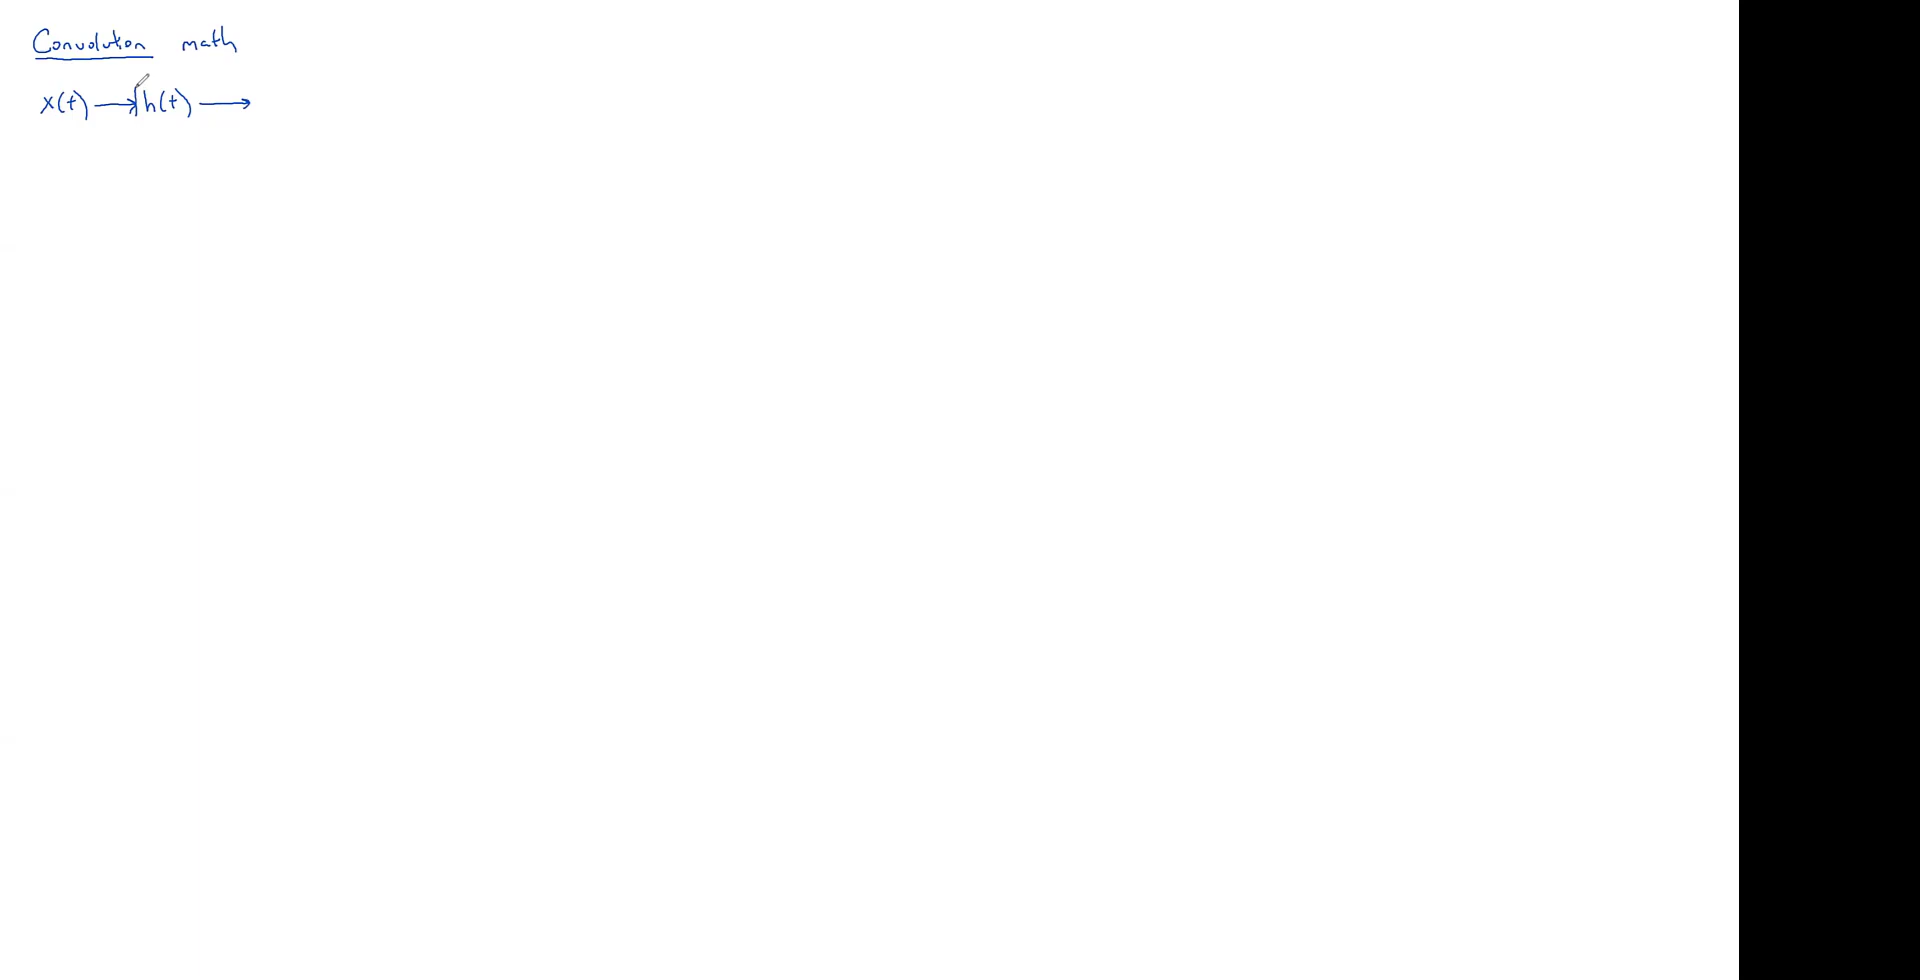 Convolution math
x(t) → h(t) →